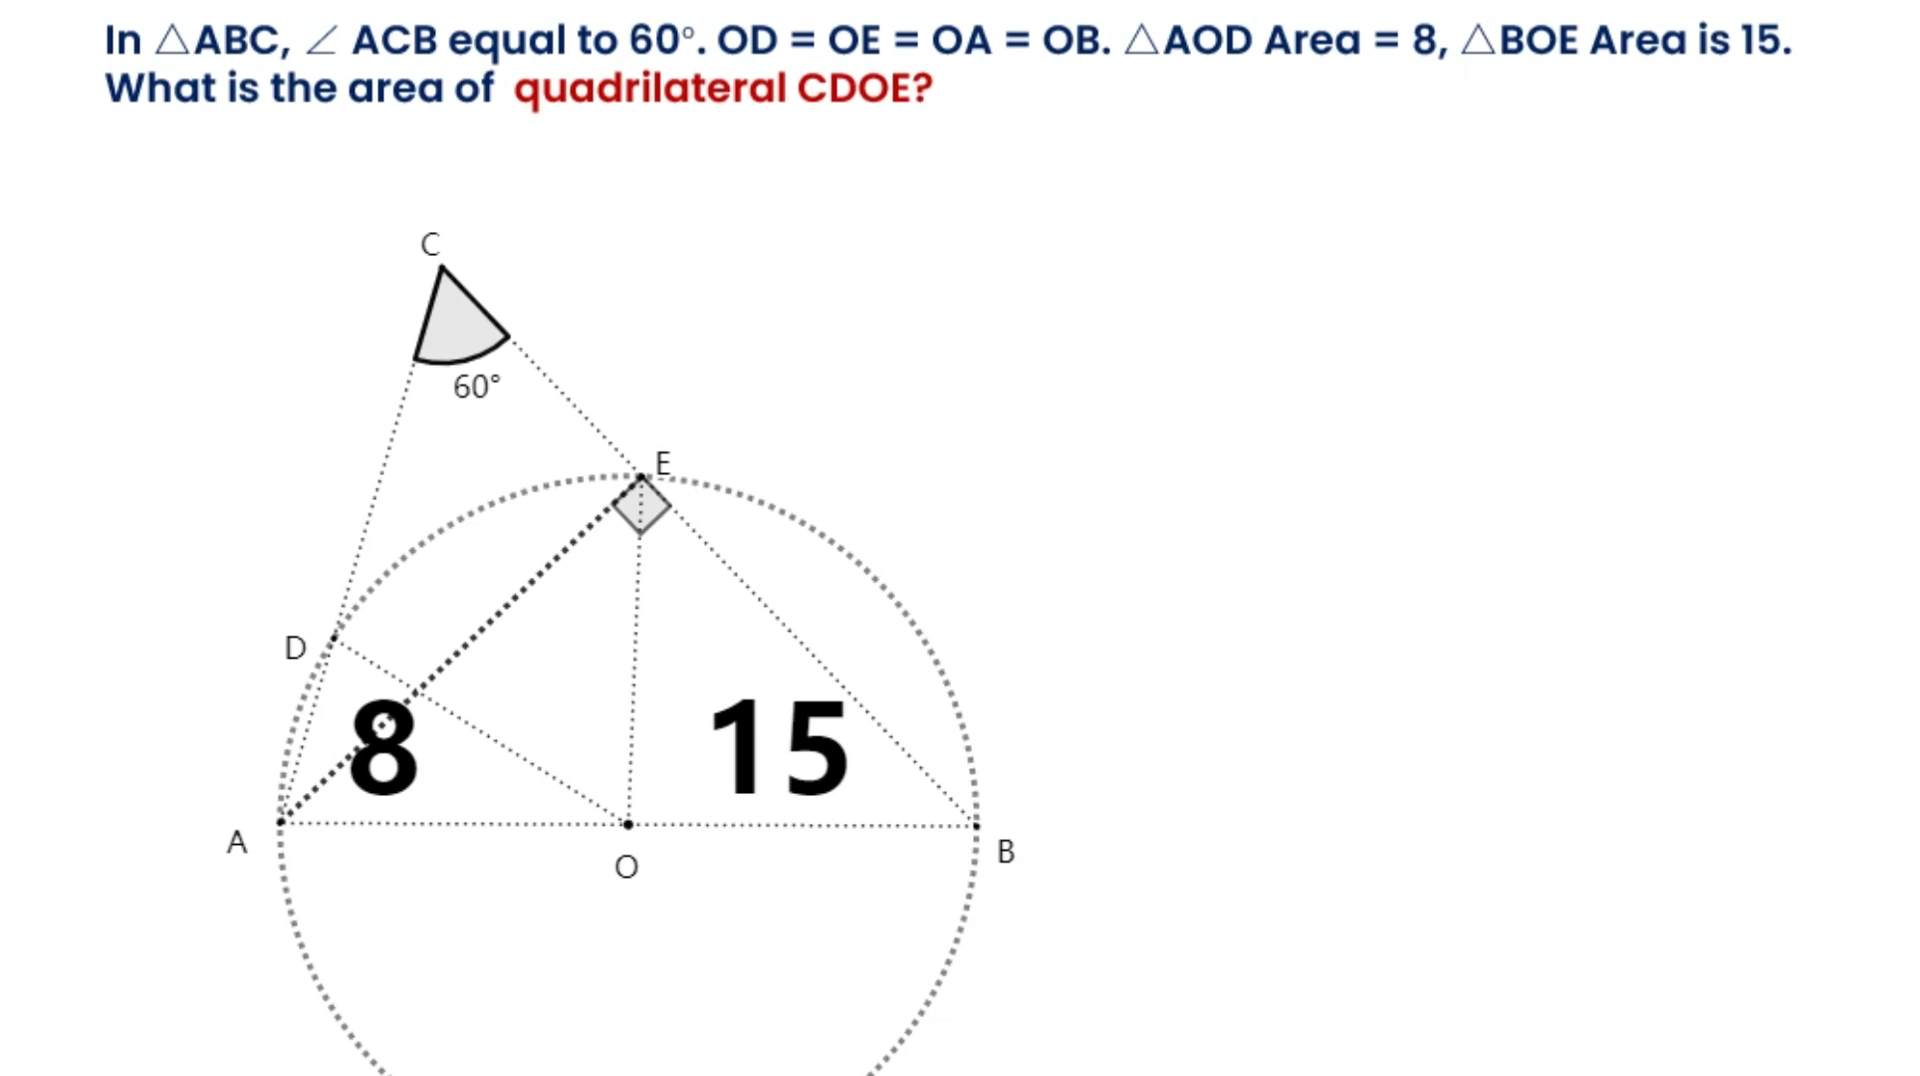 In △ABC, ∠ ACB equal to 60°. OD = OE = OA = OB. △AOD Area = 8, △BOE Area is 15.
What is the area of quadrilateral CDOE?
C
60°
E
D
8 15
A
O
B